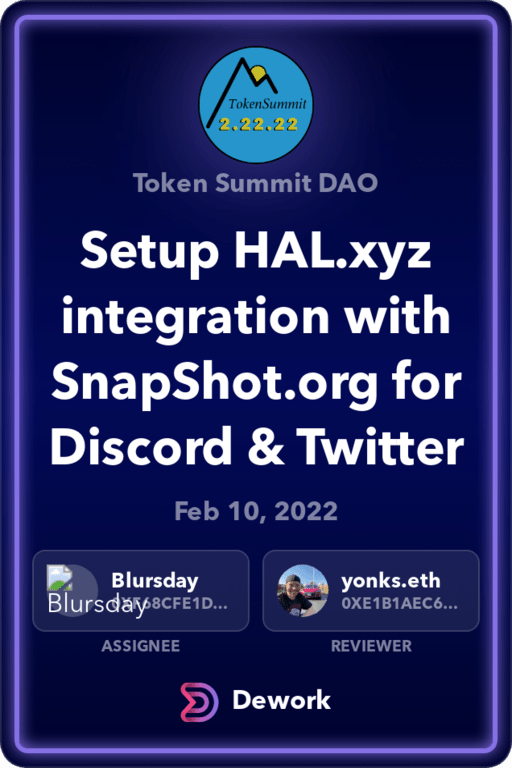 TokenSummit
2.22.22
Token Summit DAO
Setup HAL.xyz
integration with
SnapShot.org for
Discord & Twitter
Feb 10, 2022
Blursday
Blursday
yonks.eth
0XE1B1AEC6...
ASSIGNEE
REVIEWER
Dework